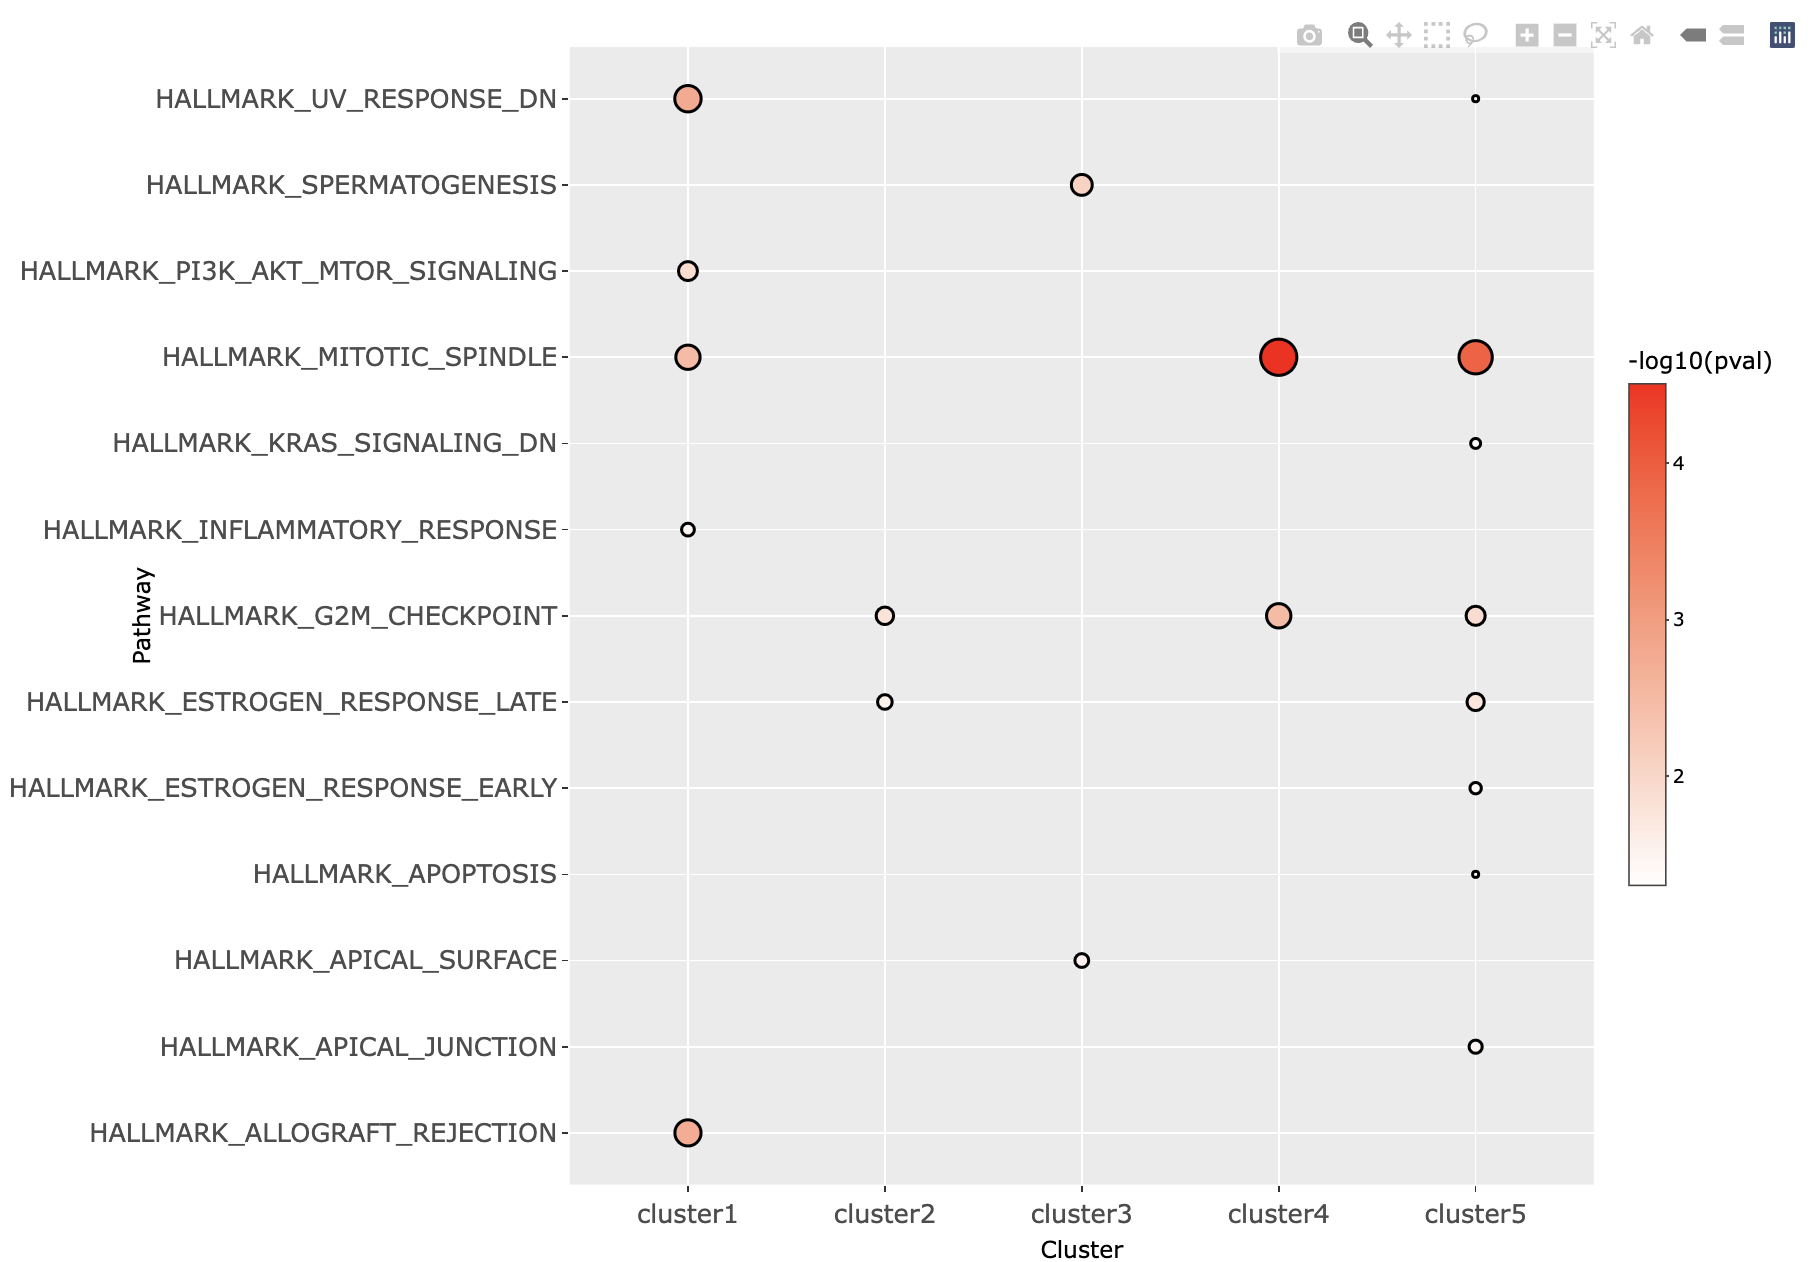 HALLMARK_UV_RESPONSE_DN
HALLMARK_SPERMATOGENESIS
HALLMARK_PI3K_AKT_MTOR_SIGNALING
HALLMARK_MITOTIC_SPINDLE
HALLMARK_KRAS_SIGNALING_DN
HALLMARK_INFLAMMATORY_RESPONSE
HALLMARK_G2M_CHECKPOINT
HALLMARK_ESTROGEN_RESPONSE_LATE
HALLMARK_ESTROGEN_RESPONSE_EARLY
HALLMARK_APOPTOSIS
HALLMARK_APICAL_SURFACE
HALLMARK_APICAL_JUNCTION
HALLMARK_ALLOGRAFT_REJECTION
Pathway
cluster1 cluster2 cluster3 cluster4 cluster5
Cluster
-log10(pval)
4
3
2